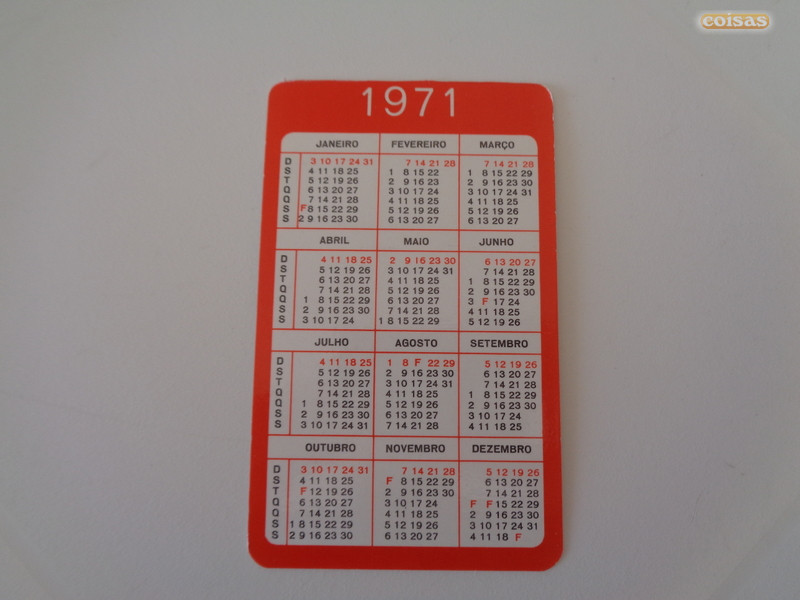 coisas
1971
JANEIRO FEVEREIRO MARÇO
D 3 10 17 24 31 7 14 21 28 7 14 21 28
S 4 11 18 25 1 8 15 22 1 8 15 22 29
T 5 12 19 26 2 9 16 23 2 9 16 23 30
Q 6 13 20 27 3 10 17 24 3 10 17 24 31
Q 7 14 21 28 4 11 18 25 4 11 18 25
S F 8 15 22 29 5 12 19 26 5 12 19 26
S 2 9 16 23 30 6 13 20 27 6 13 20 27
ABRIL MAIO JUNHO
D 4 11 18 25 2 9 16 23 30 6 13 20 27
S 5 12 19 26 3 10 17 24 31 7 14 21 28
T 6 13 20 27 4 11 18 25 1 8 15 22 29
Q 7 14 21 28 5 12 19 26 2 9 16 23 30
Q 1 8 15 22 29 6 13 20 27 3 F 17 24
S 2 9 16 23 30 7 14 21 28 4 11 18 25
S 3 10 17 24 1 8 15 22 29 5 12 19 26
JULHO AGOSTO SETEMBRO
D 4 11 18 25 1 8 F 22 29 5 12 19 26
S 5 12 19 26 2 9 16 23 30 6 13 20 27
T 6 13 20 27 3 10 17 24 31 7 14 21 28
Q 7 14 21 28 4 11 18 25 1 8 15 22 29
Q 1 8 15 22 29 5 12 19 26 2 9 16 23 30
S 2 9 16 23 30 6 13 20 27 3 10 17 24
S 3 10 17 24 31 7 14 21 28 4 11 18 25
OUTUBRO NOVEMBRO DEZEMBRO
D 3 10 17 24 31 7 14 21 28 5 12 19 26
S 4 11 18 25 F 8 15 22 29 6 13 20 27
T F 12 19 26 2 9 16 23 30 7 14 21 28
Q 6 13 20 27 3 10 17 24 F F 15 22 29
Q 7 14 21 28 4 11 18 25 2 9 16 23 30
S 1 8 15 22 29 5 12 19 26 3 10 17 24 31
S 2 9 16 23 30 6 13 20 27 4 11 18 F